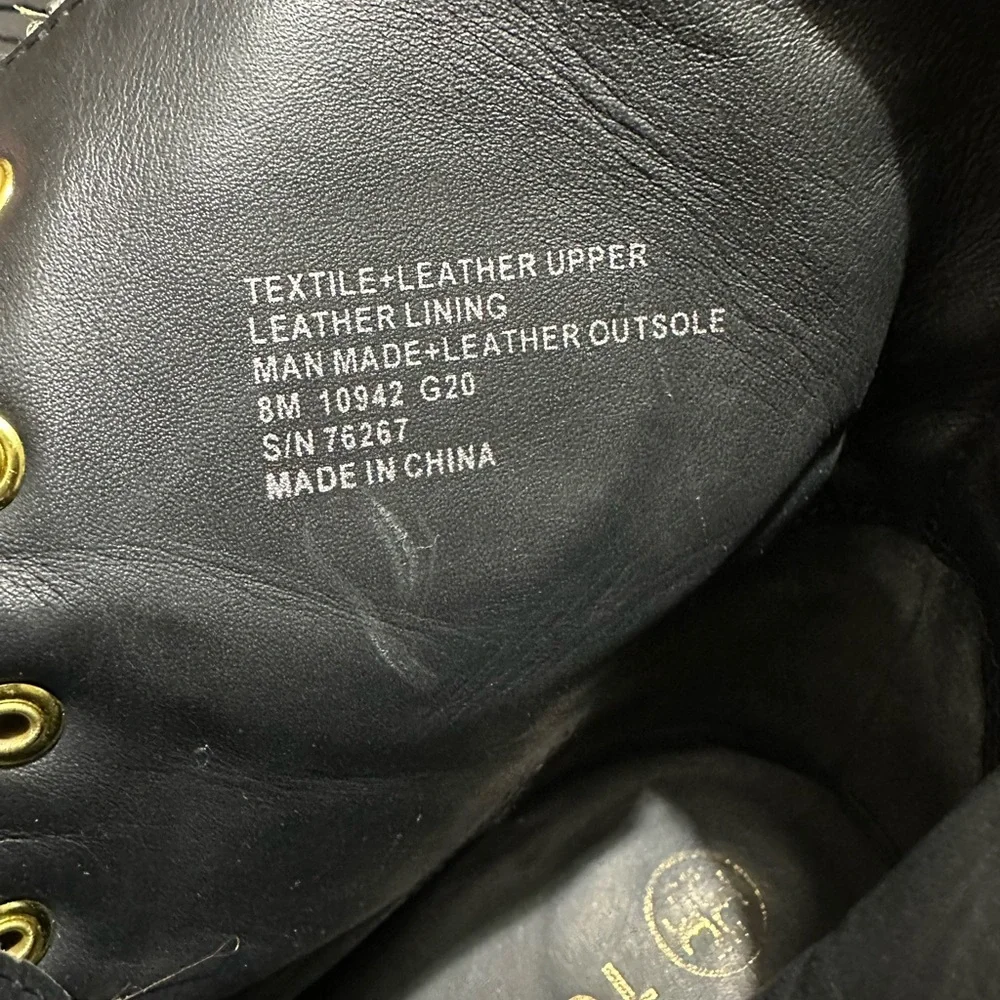 TEXTILE+LEATHER UPPER
LEATHER LINING
MAN MADE+LEATHER OUTSOLE
8M 10942 G20
S/N 76267
MADE IN CHINA